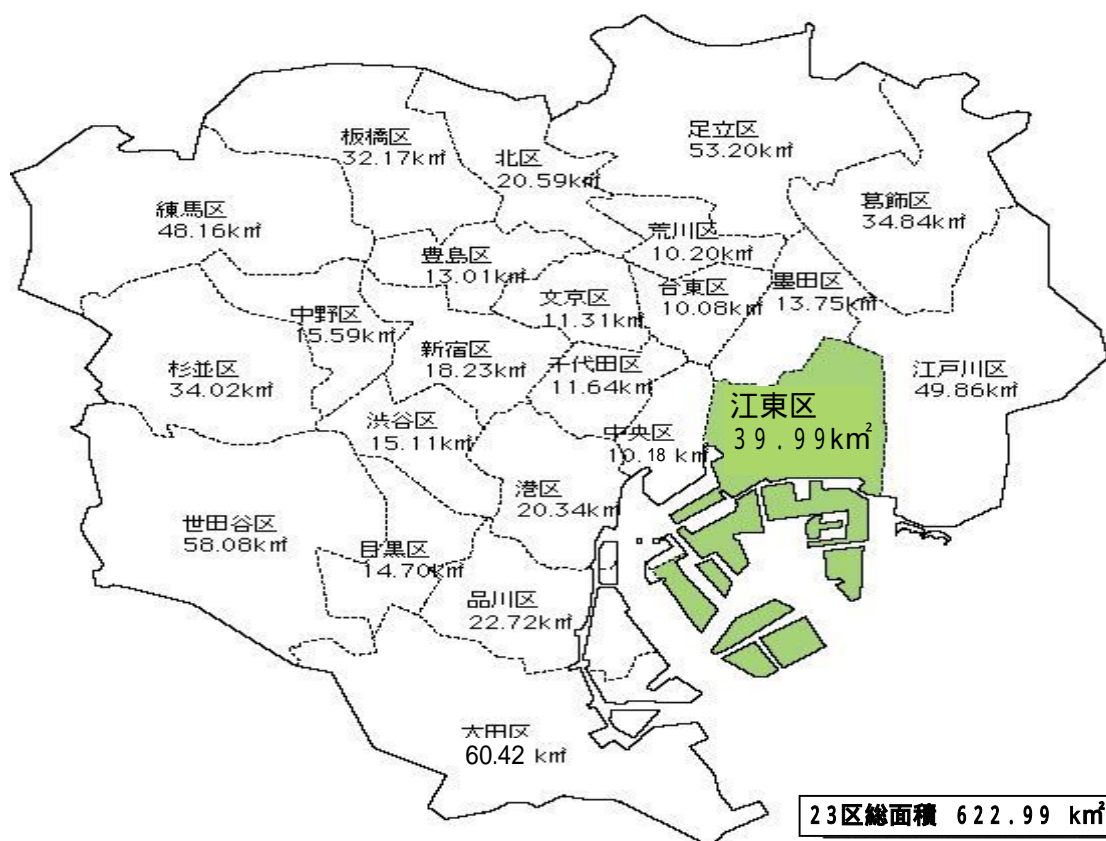 足立区
53.20k㎡
板橋区
32.17k㎡
北区
20.59k㎡
葛飾区
34.84k㎡
練馬区
48.16k㎡
荒川区
10.20k㎡
豊島区
13.01k㎡
台東区
10.08k㎡
墨田区
13.75k㎡
文京区
11.31k㎡
中野区
15.59k㎡
新宿区
18.23k㎡
千代田区
11.64k㎡
杉並区
34.02k㎡
江戸川区
49.86k㎡
江東区
39.99k㎡
渋谷区
15.11k㎡
中央区
10.18 k㎡
港区
20.34k㎡
世田谷区
58.08k㎡
目黒区
14.70k㎡
品川区
22.72k㎡
大田区
60.42 k㎡
23区総面積 622.99 k㎡